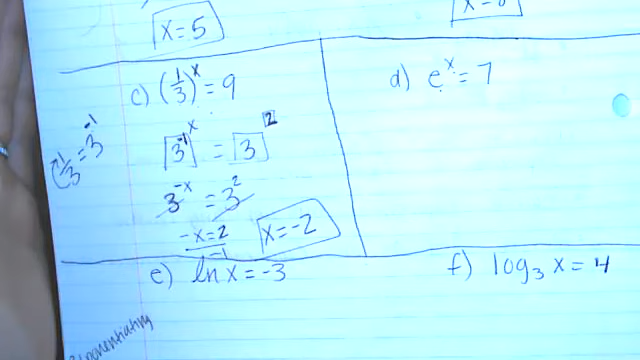 x=5
c) (1/3)^x = 9
d) e^x = 7
1/3 = 3^-1
[3^-1]^x = [3]^2
3^-x = 3^2
-x=2
-1
x=-2
e) ln x = -3
f) log₃ x = 4